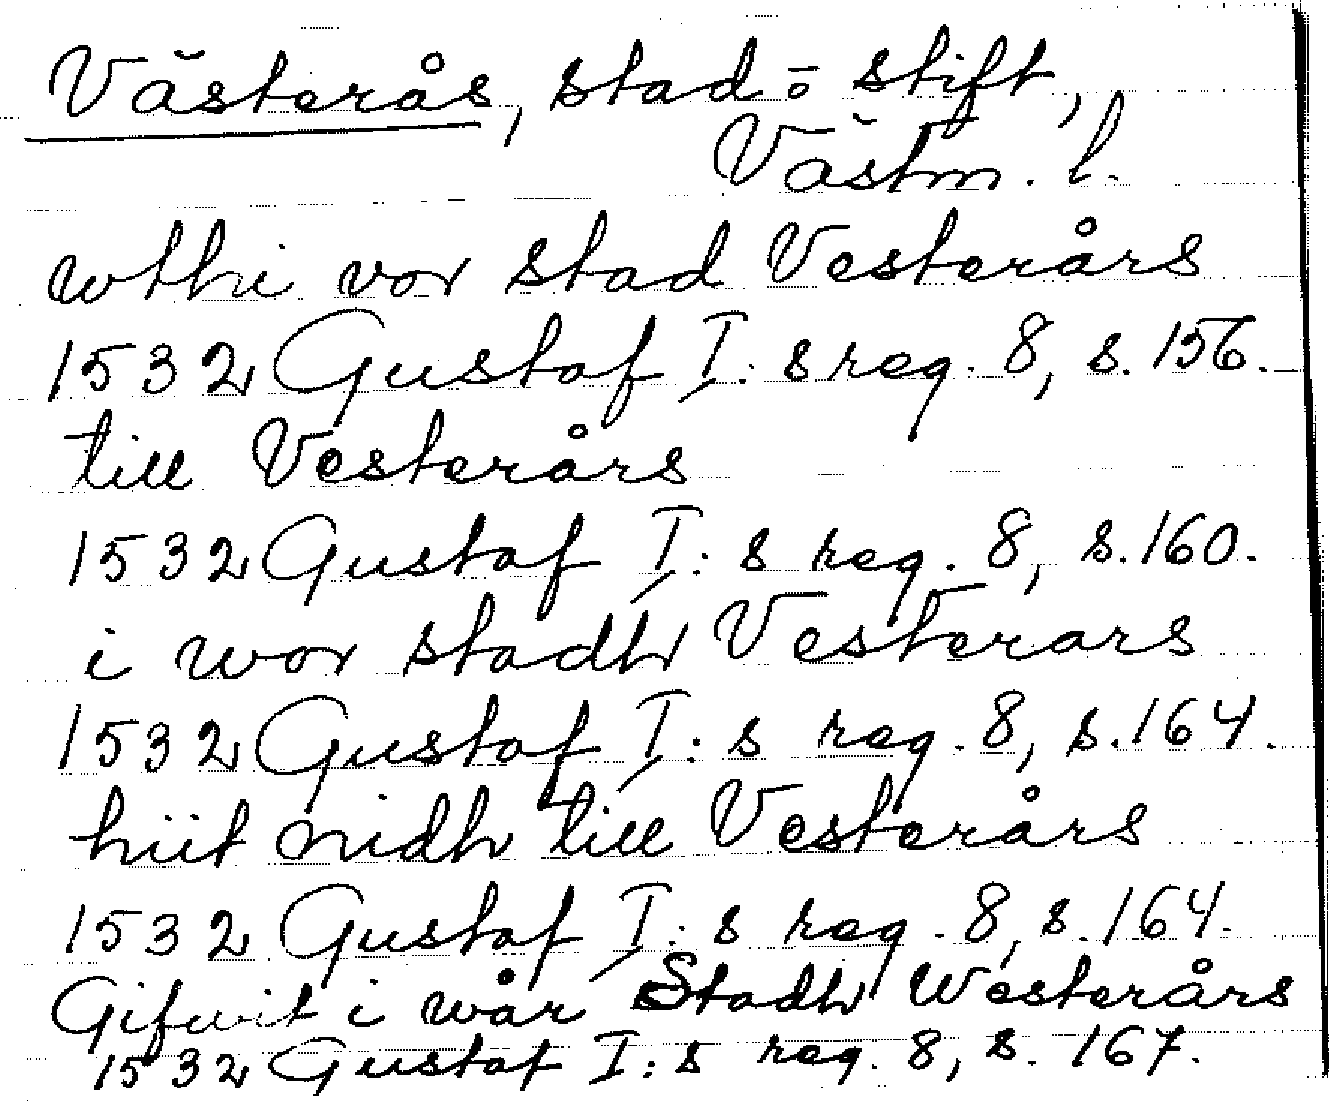 Västerås, stad o. stift,
Västm. l.
wthi vor stad Vesterårs
1532 Gustaf I:s reg. 8, s. 156.
till Vesterårs
1532 Gustaf I:s reg. 8, s. 160.
i wor stadh Vesterars
1532 Gustaf I:s reg. 8, s. 164.
hiit nidh till Vesterårs
1532 Gustaf I:s reg. 8, s. 164.
Gifwit i wår Stadh Westerårs
1532 Gustaf I:s reg. 8, s. 167.